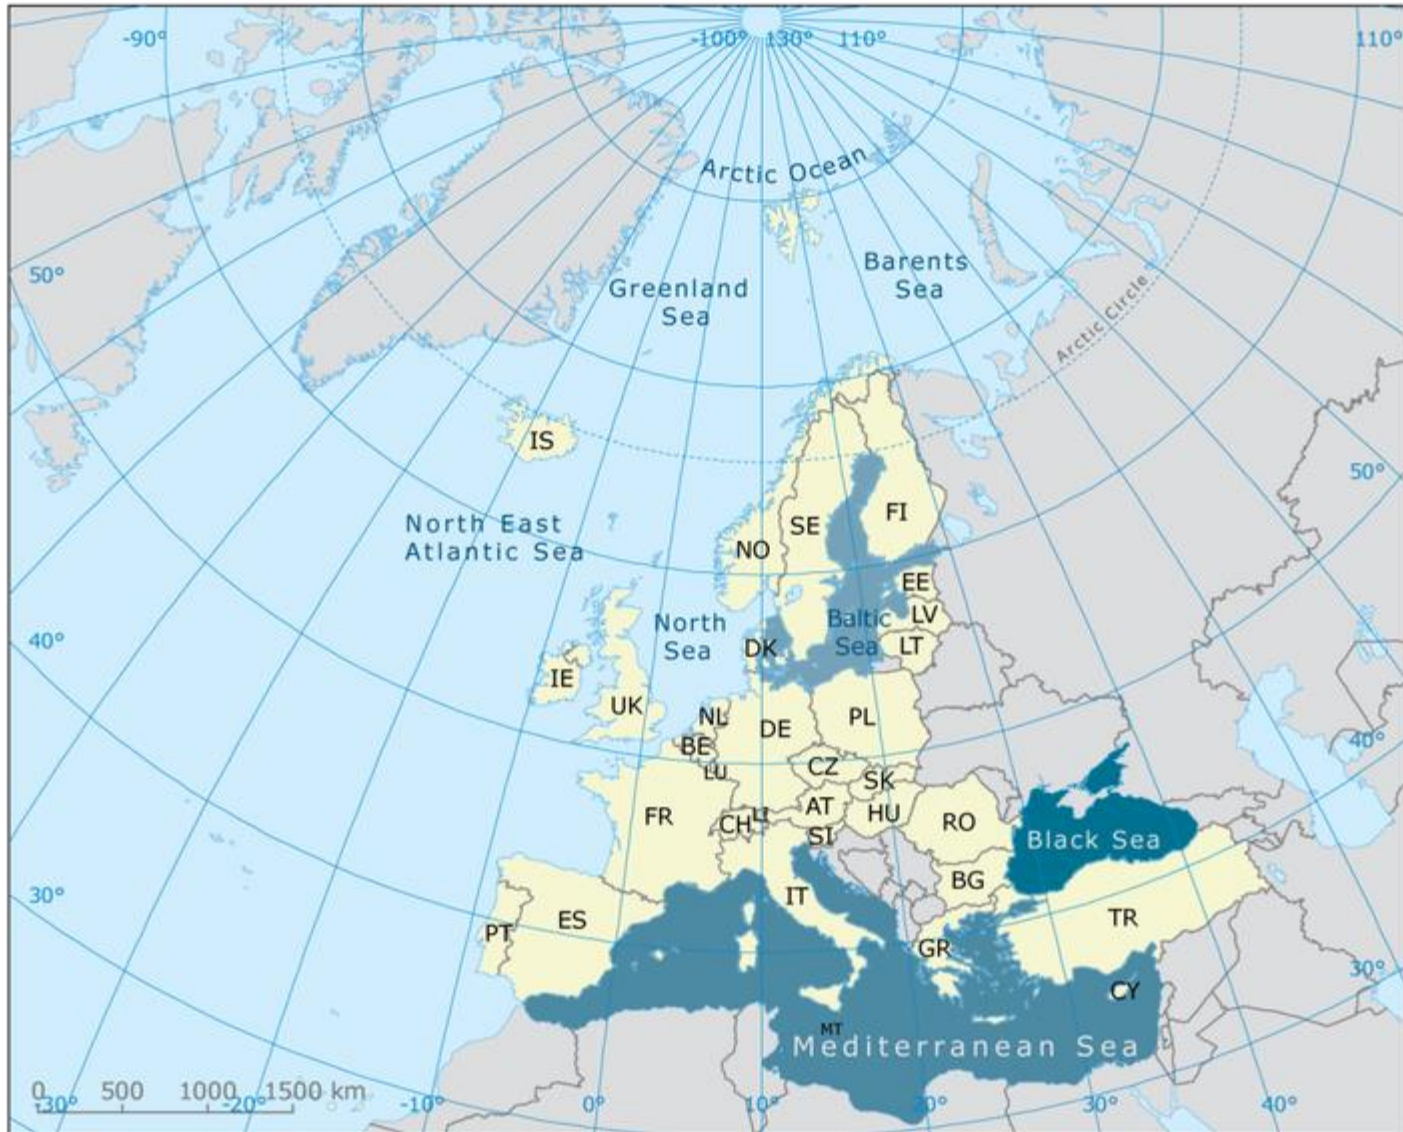 -90°
-100°
130°
110°
110°
Arctic Ocean
Barents
Sea
50°
Greenland
Sea
Arctic Circle
IS
50°
North East
Atlantic Sea
SE
FI
NO
EE
LV
North
Sea
Baltic
Sea
40°
DK
LT
IE
UK
NL
DE
PL
BE
40°
LU
CZ
SK
FR
CH
LI
AT
HU
RO
SI
Black Sea
30°
BG
IT
ES
TR
PT
GR
30°
CY
MT
Mediterranean Sea
0 500 1000 1500 km
-30°
-20°
-10°
0°
10°
20°
30°
40°